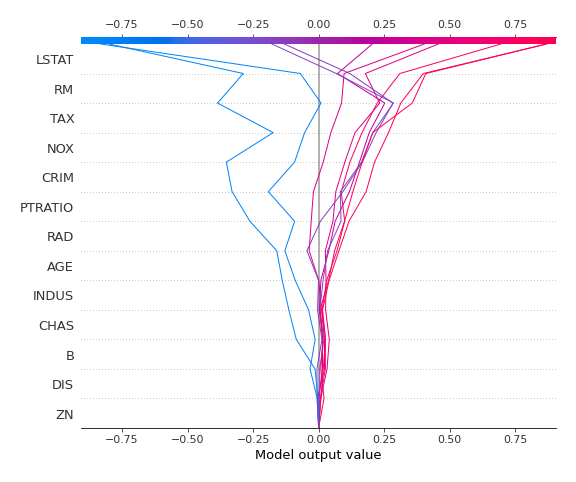 −0.75 −0.50 −0.25 0.00 0.25 0.50 0.75
LSTAT
RM
TAX
NOX
CRIM
PTRATIO
RAD
AGE
INDUS
CHAS
B
DIS
ZN
−0.75 −0.50 −0.25 0.00 0.25 0.50 0.75
Model output value